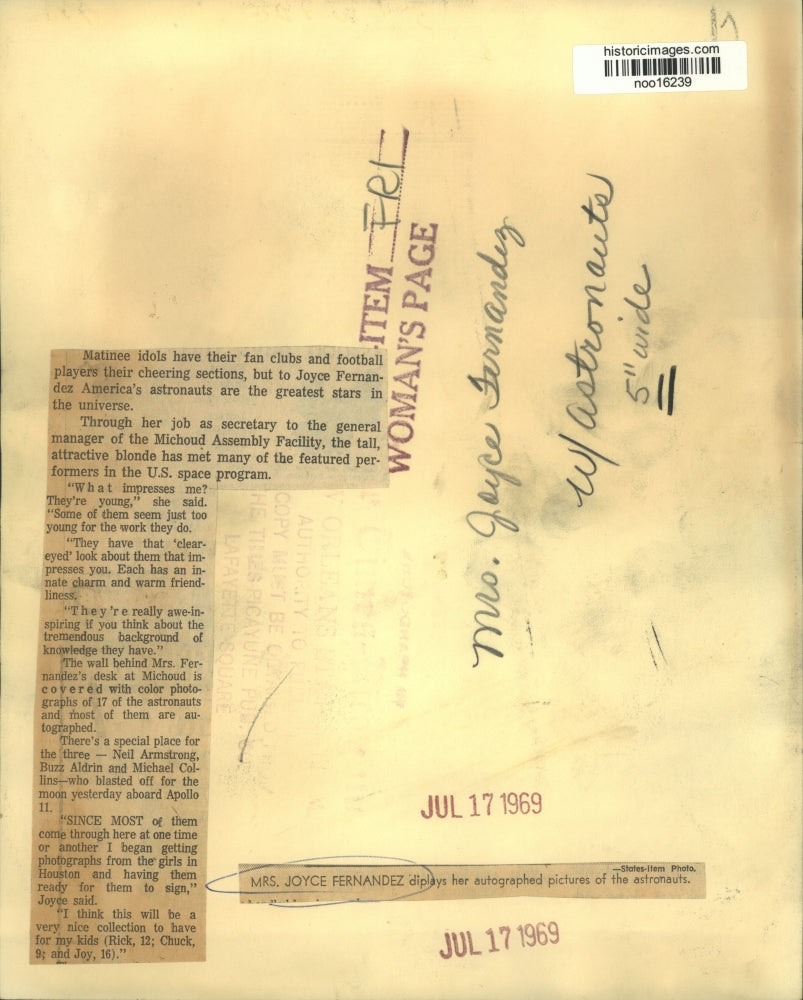 historicimages.com
noo16239
-ITEM FRI
WOMAN'S PAGE
Mrs. Joyce Fernandez
w/ astronauts
5" wide
Matinee idols have their fan clubs and football
players their cheering sections, but to Joyce Fernan-
dez America's astronauts are the greatest stars in
the universe.
Through her job as secretary to the general
manager of the Michoud Assembly Facility, the tall,
attractive blonde has met many of the featured per-
formers in the U.S. space program.
"What impresses me?
They're young," she said.
"Some of them seem just too
young for the work they do.
"They have that 'clear-
eyed' look about them that im-
presses you. Each has an in-
nate charm and warm friend-
liness.
"They're really awe-in-
spiring if you think about the
tremendous background of
knowledge they have."
The wall behind Mrs. Fer-
nandez's desk at Michoud is
covered with color photo-
graphs of 17 of the astronauts
and most of them are au-
tographed.
There's a special place for
the three — Neil Armstrong,
Buzz Aldrin and Michael Col-
lins—who blasted off for the
moon yesterday aboard Apollo
11.
"SINCE MOST of them
come through here at one time
or another I began getting
photographs from the girls in
Houston and having them
ready for them to sign,"
Joyce said.
"I think this will be a
very nice collection to have
for my kids (Rick, 12; Chuck,
9; and Joy, 16)."
JUL 17 1969
—States-Item Photo.
MRS. JOYCE FERNANDEZ diplays her autographed pictures of the astronauts.
JUL 17 1969